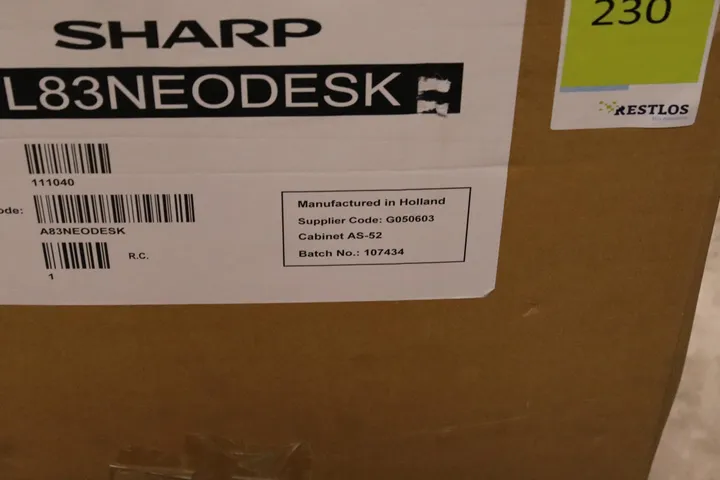 SHARP
L83NEODESK
230
RESTLOS
111040
ode:
A83NEODESK
R.C.
1
Manufactured in Holland
Supplier Code: G050603
Cabinet AS-52
Batch No.: 107434